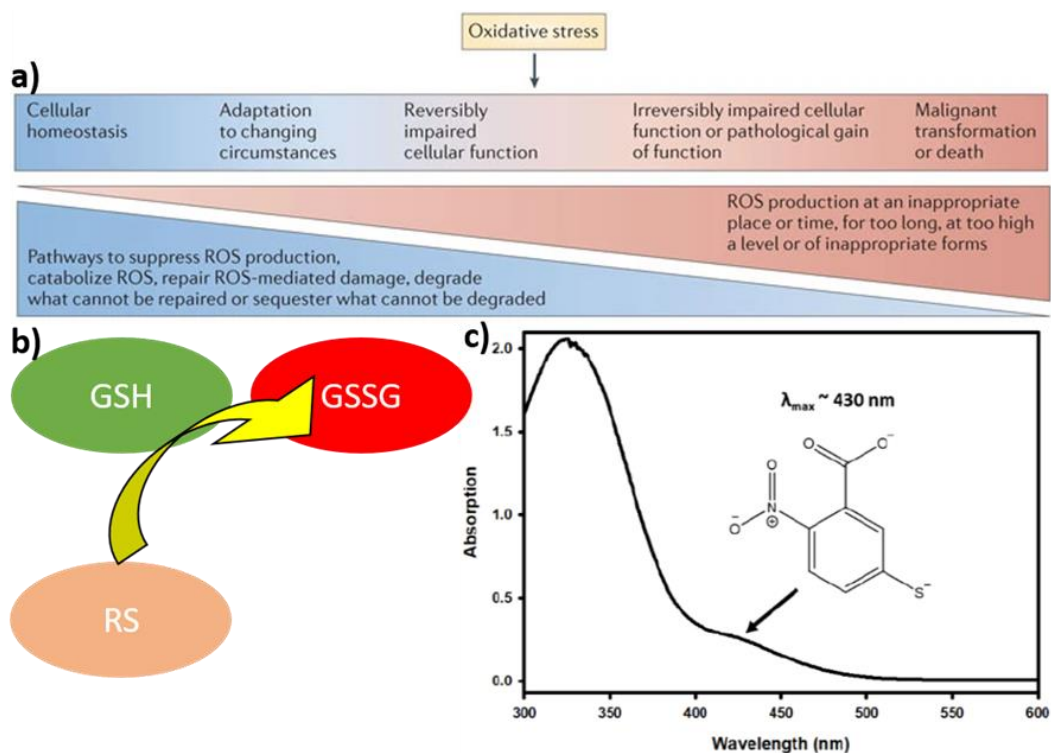 Oxidative stress
a)
Cellular
homeostasis
Adaptation
to changing
circumstances
Reversibly
impaired
cellular function
Irreversibly impaired cellular
function or pathological gain
of function
Malignant
transformation
or death
ROS production at an inappropriate
place or time, for too long, at too high
a level or of inappropriate forms
Pathways to suppress ROS production,
catabolize ROS, repair ROS-mediated damage, degrade
what cannot be repaired or sequester what cannot be degraded
b)
GSH
GSSG
RS
c)
2.0
1.5
1.0
0.5
0.0
Absorption
λmax ~ 430 nm
O
O⁻
O
N
⊕
⁻O
S⁻
300
350
400
450
500
550
600
Wavelength (nm)